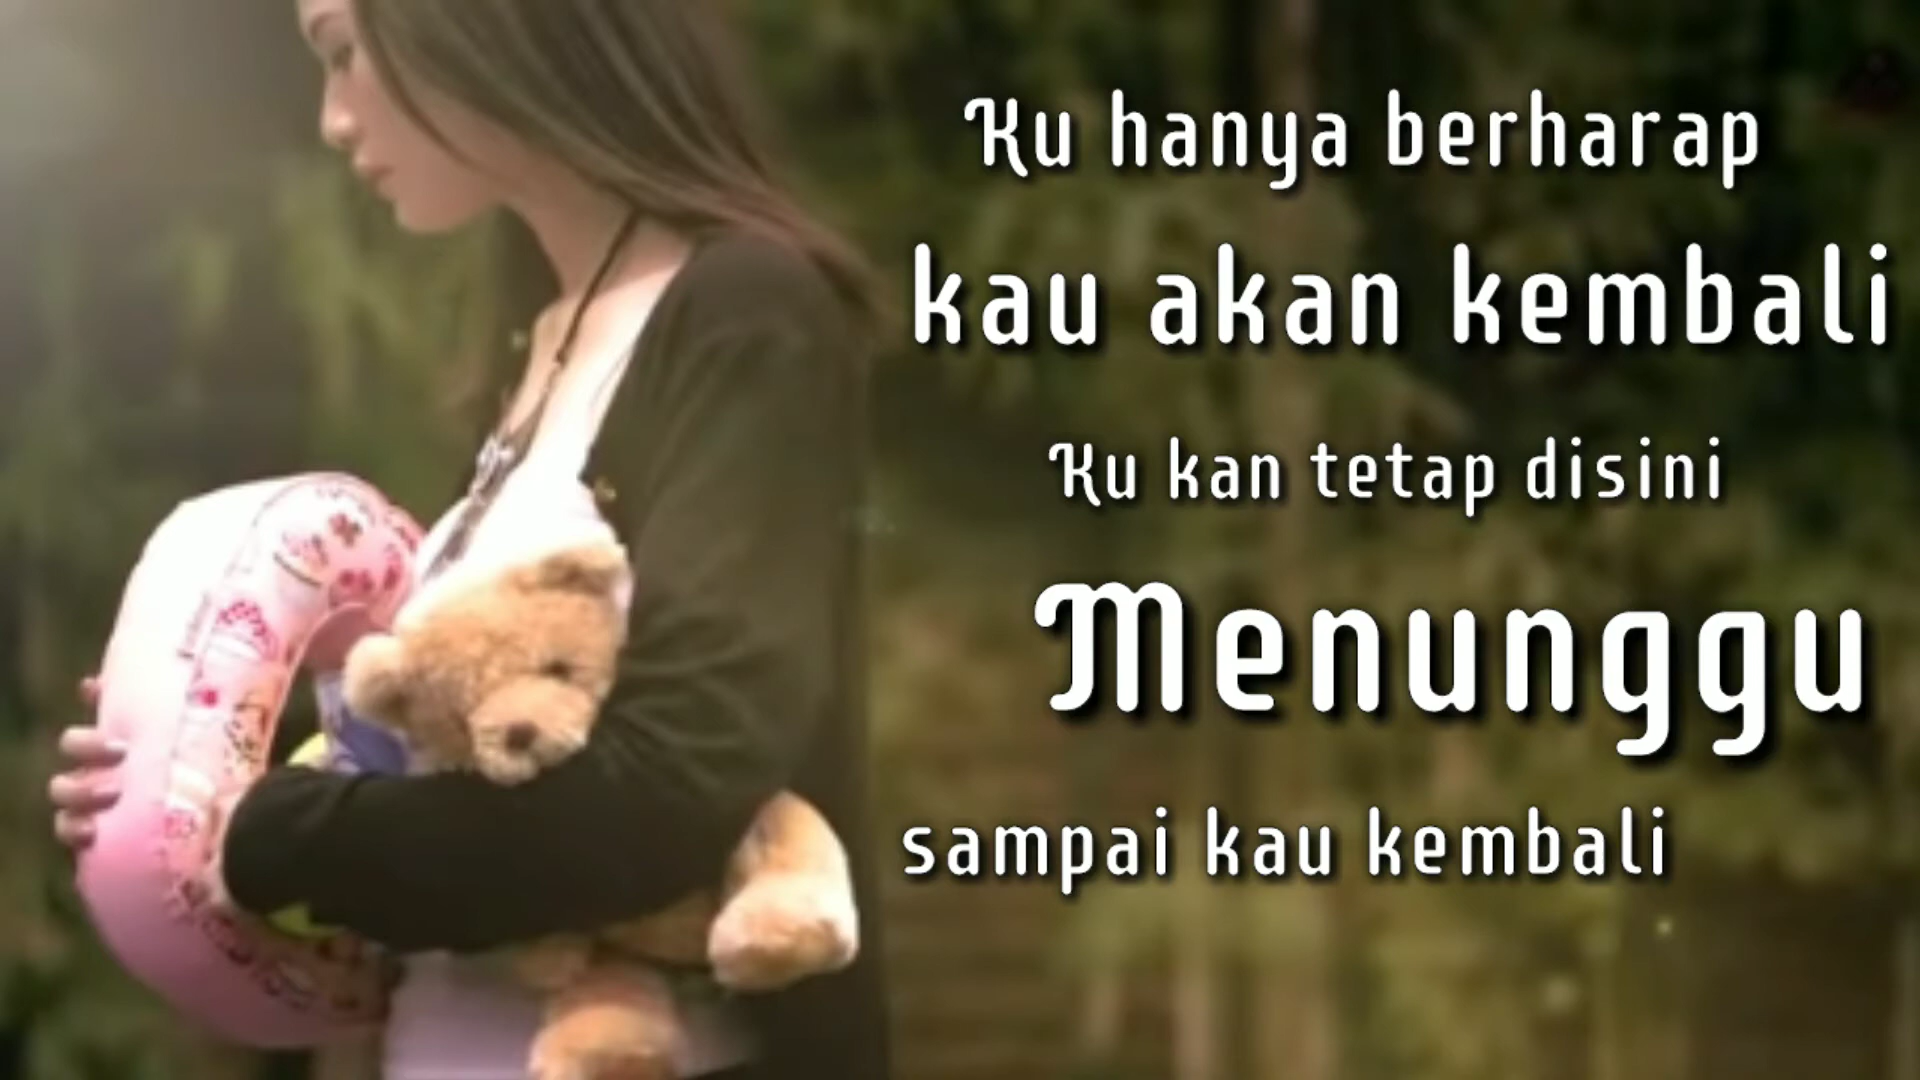 Ku hanya berharap
kau akan kembali
Ku kan tetap disini
Menunggu
sampai kau kembali